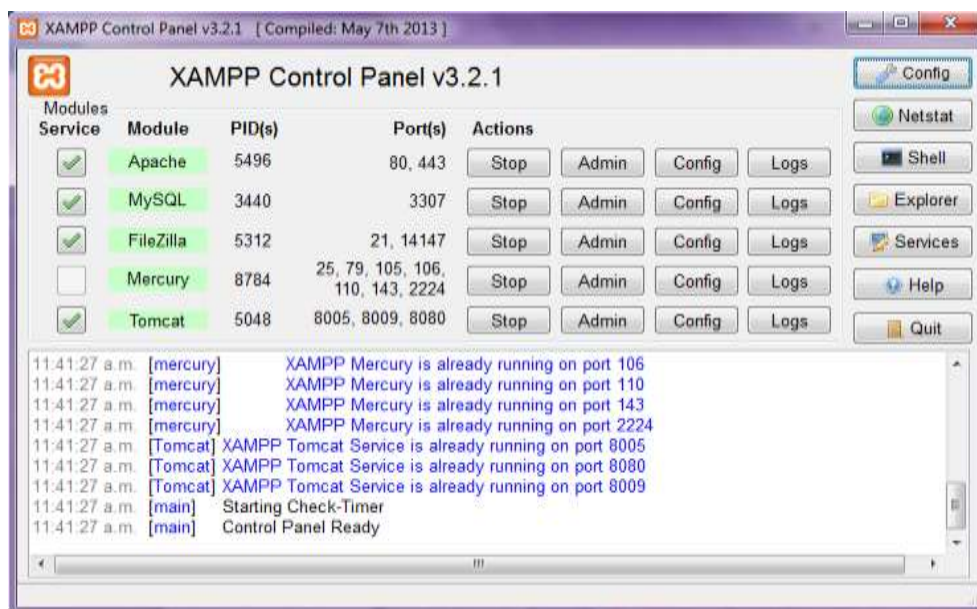 XAMPP Control Panel v3.2.1 [ Compiled: May 7th 2013 ]
XAMPP Control Panel v3.2.1
Config
Modules
Service Module PID(s) Port(s) Actions
Netstat
Apache 5496 80, 443 Stop Admin Config Logs
Shell
MySQL 3440 3307 Stop Admin Config Logs
Explorer
FileZilla 5312 21, 14147 Stop Admin Config Logs
Services
Mercury 8784 25, 79, 105, 106, Stop Admin Config Logs
110, 143, 2224
Help
Tomcat 5048 8005, 8009, 8080 Stop Admin Config Logs
Quit
11:41:27 a.m. [mercury] XAMPP Mercury is already running on port 106
11:41:27 a.m. [mercury] XAMPP Mercury is already running on port 110
11:41:27 a.m. [mercury] XAMPP Mercury is already running on port 143
11:41:27 a.m. [mercury] XAMPP Mercury is already running on port 2224
11:41:27 a.m. [Tomcat] XAMPP Tomcat Service is already running on port 8005
11:41:27 a.m. [Tomcat] XAMPP Tomcat Service is already running on port 8080
11:41:27 a.m. [Tomcat] XAMPP Tomcat Service is already running on port 8009
11:41:27 a.m. [main] Starting Check-Timer
11:41:27 a.m. [main] Control Panel Ready